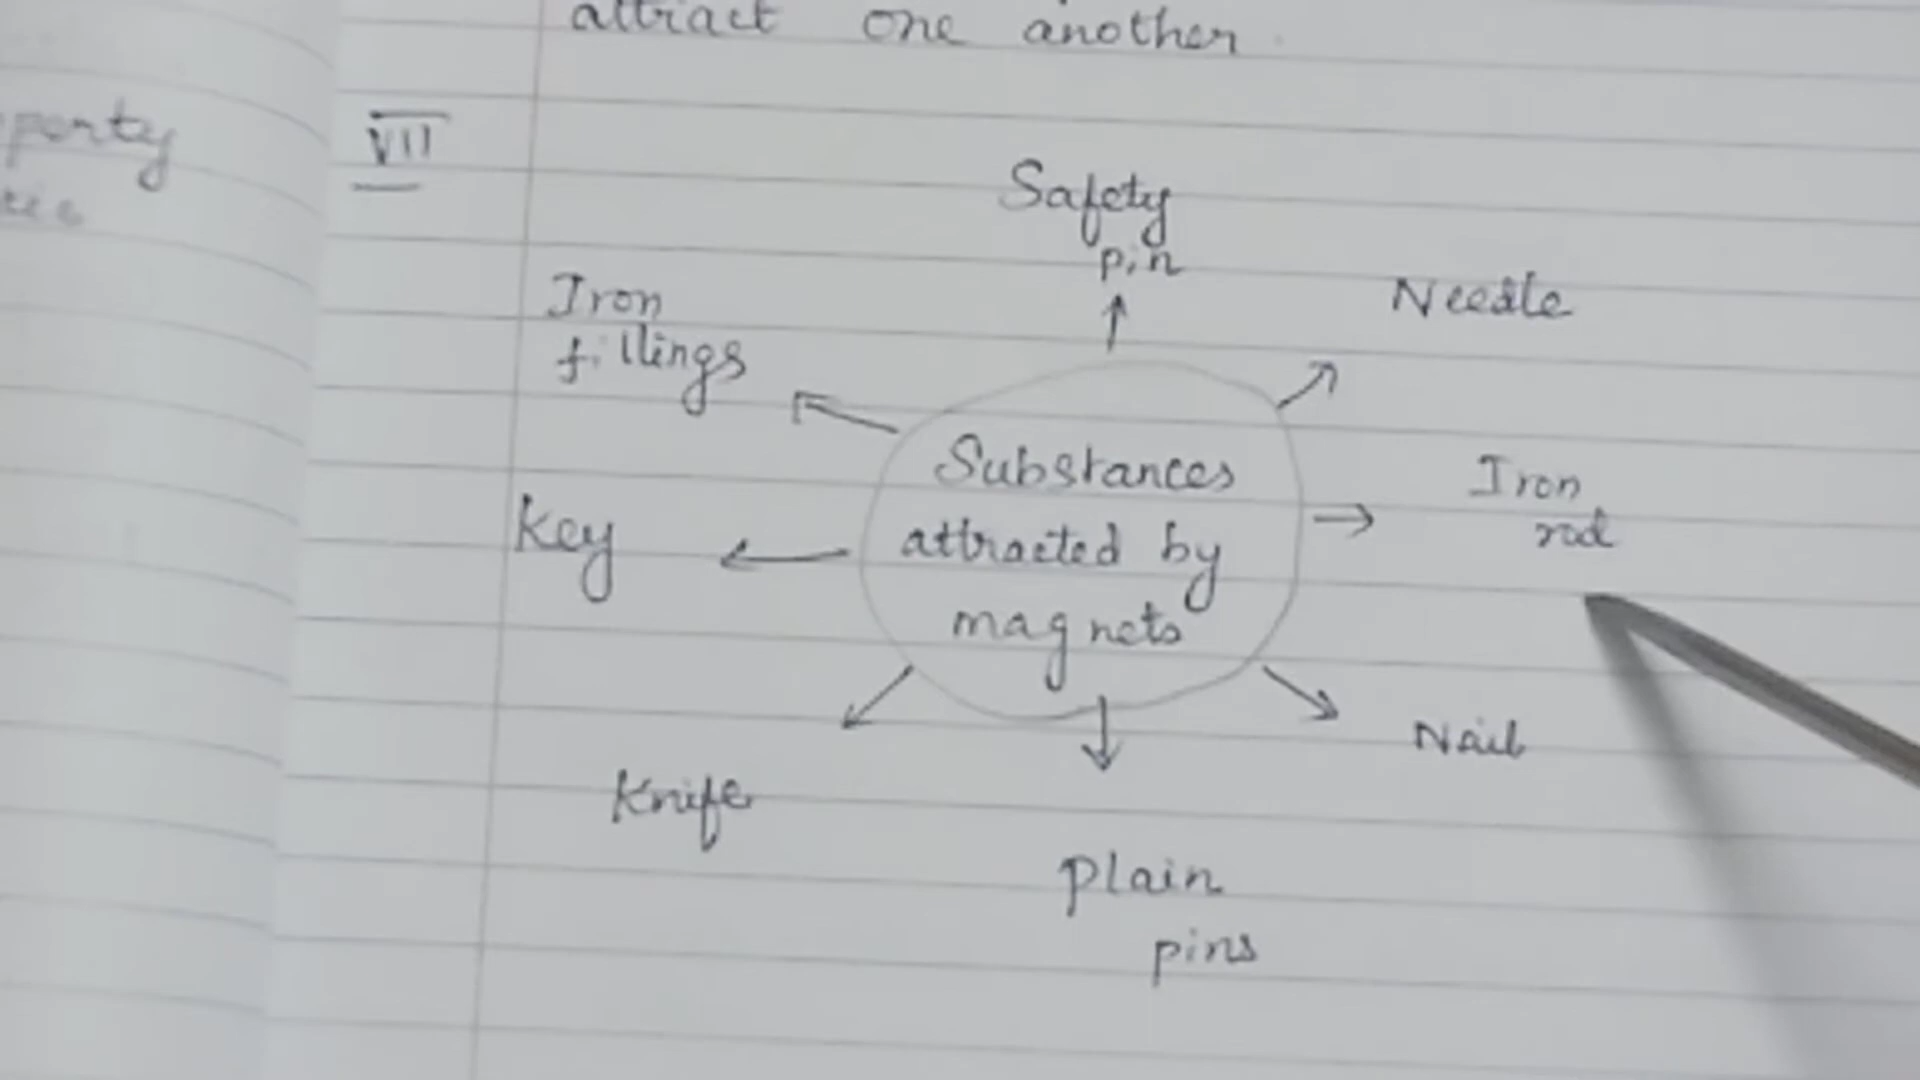 attract one another
perty
VII
Safety
pin
Needle
Iron
fillings
Iron
rod
Key
Substances
attracted by
magnets
Nail
Knife
Plain
pins